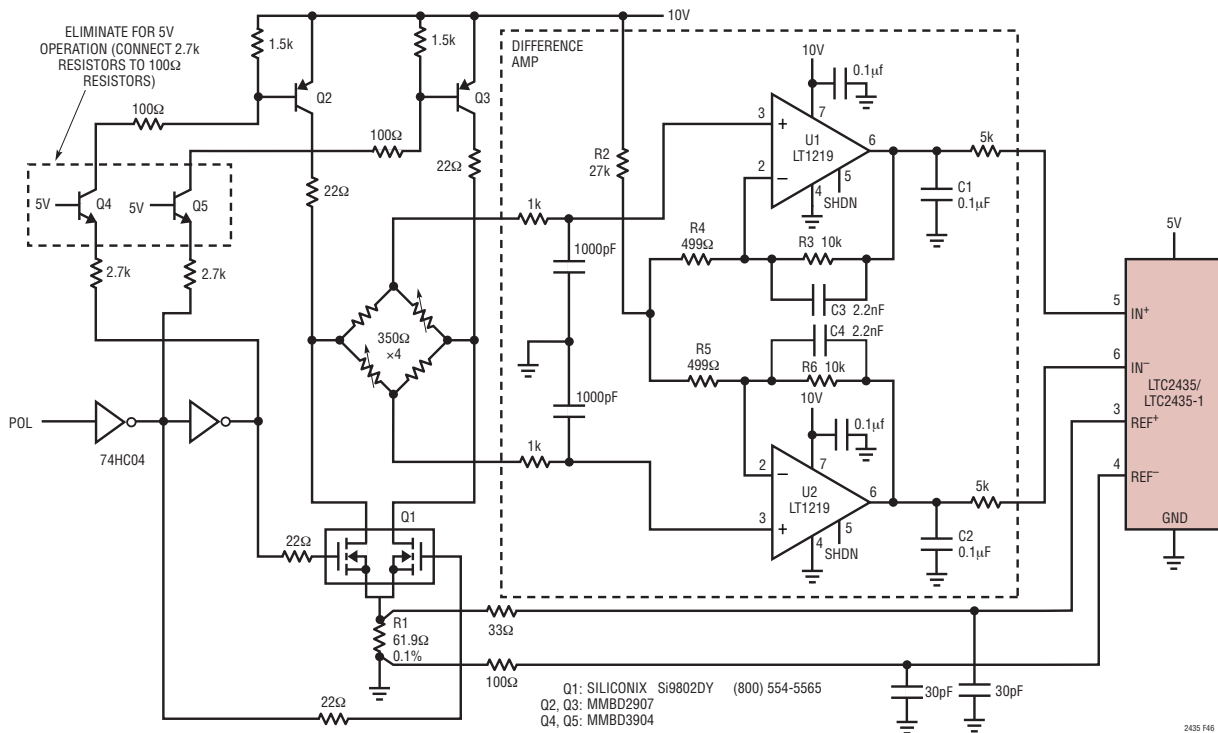 10V
ELIMINATE FOR 5V
OPERATION (CONNECT 2.7k
RESISTORS TO 100Ω
RESISTORS)
1.5k
1.5k
Q2
Q3
100Ω
100Ω
22Ω
22Ω
5V
Q4
5V
Q5
2.7k
2.7k
DIFFERENCE
AMP
10V
0.1µf
3
+
7
U1
LT1219
6
2
−
4
5
SHDN
R2
27k
5k
C1
0.1µF
1k
1000pF
R4
499Ω
R3 10k
C3 2.2nF
C4 2.2nF
R5
499Ω
R6 10k
350Ω
×4
1000pF
1k
10V
0.1µf
2
−
7
U2
LT1219
6
3
+
4
5
SHDN
5k
C2
0.1µF
5V
5
IN+
6
IN−
LTC2435/
LTC2435-1
3
REF+
4
REF−
GND
POL
74HC04
22Ω
Q1
R1
61.9Ω
0.1%
33Ω
100Ω
22Ω
30pF
30pF
Q1: SILICONIX Si9802DY (800) 554-5565
Q2, Q3: MMBD2907
Q4, Q5: MMBD3904
2435 F46